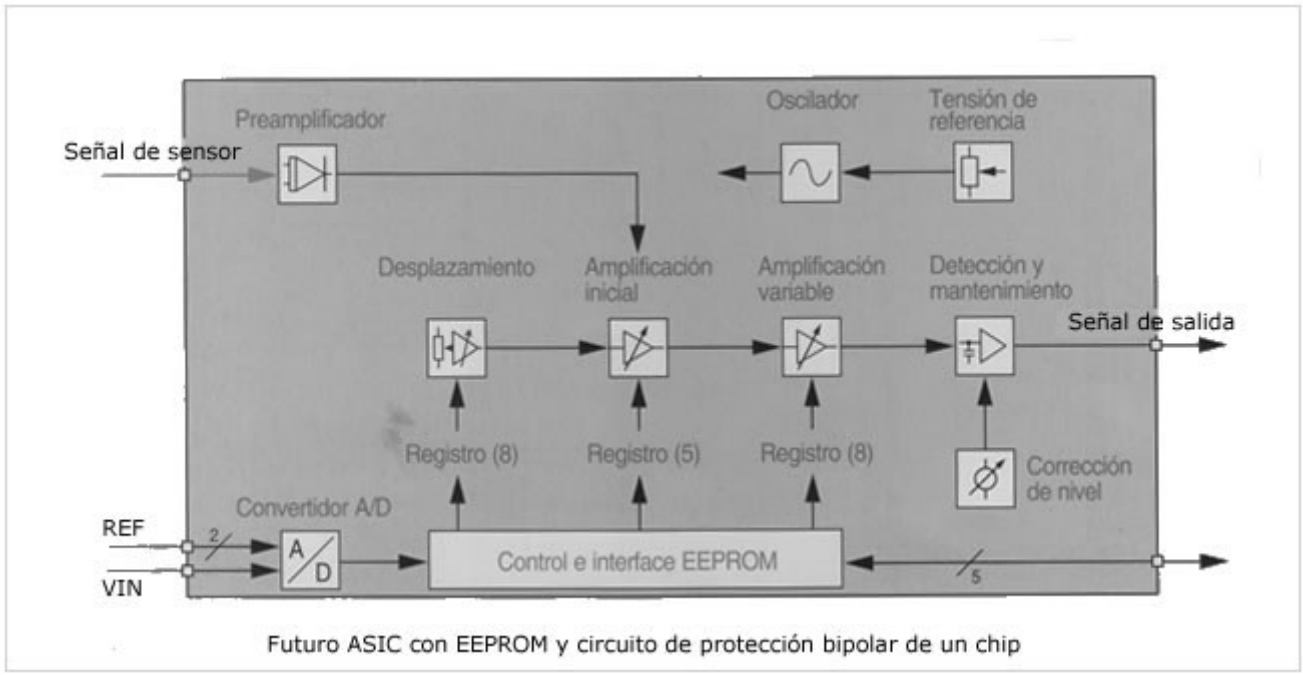 Preamplificador
Oscilador
Tensión de
referencia
Señal de sensor
Desplazamiento
Amplificación
inicial
Amplificación
variable
Detección y
mantenimiento
Señal de salida
Registro (8)
Registro (5)
Registro (8)
Corrección
de nivel
Convertidor A/D
REF
2
A
D
VIN
Control e interface EEPROM
5
Futuro ASIC con EEPROM y circuito de protección bipolar de un chip